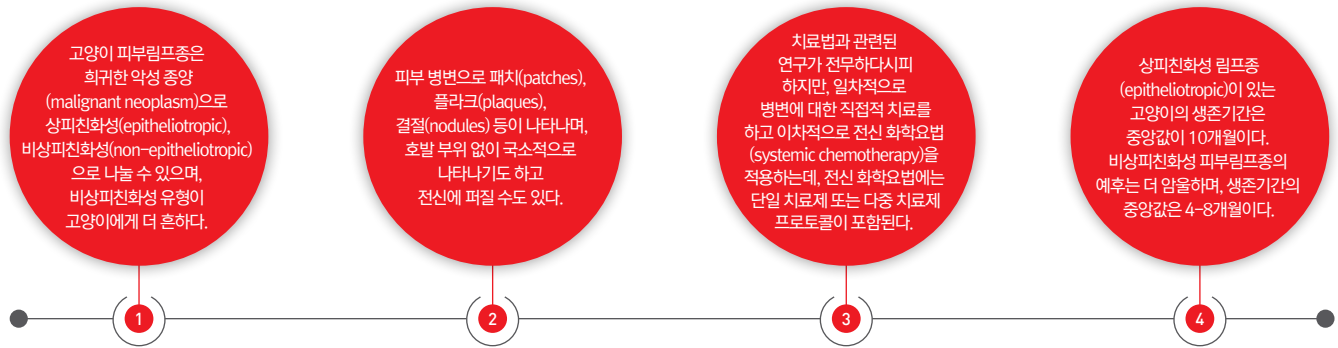 고양이 피부림프종은
희귀한 악성 종양
(malignant neoplasm)으로
상피친화성(epitheliotropic),
비상피친화성(non-epitheliotropic)
으로 나눌 수 있으며,
비상피친화성 유형이
고양이에게 더 흔하다.
1
피부 병변으로 패치(patches),
플라크(plaques),
결절(nodules) 등이 나타나며,
호발 부위 없이 국소적으로
나타나기도 하고
전신에 퍼질 수도 있다.
2
치료법과 관련된
연구가 전무하다시피
하지만, 일차적으로
병변에 대한 직접적 치료를
하고 이차적으로 전신 화학요법
(systemic chemotherapy)을
적용하는데, 전신 화학요법에는
단일 치료제 또는 다중 치료제
프로토콜이 포함된다.
3
상피친화성 림프종
(epitheliotropic)이 있는
고양이의 생존기간은
중앙값이 10개월이다.
비상피친화성 피부림프종의
예후는 더 암울하며, 생존기간의
중앙값은 4-8개월이다.
4